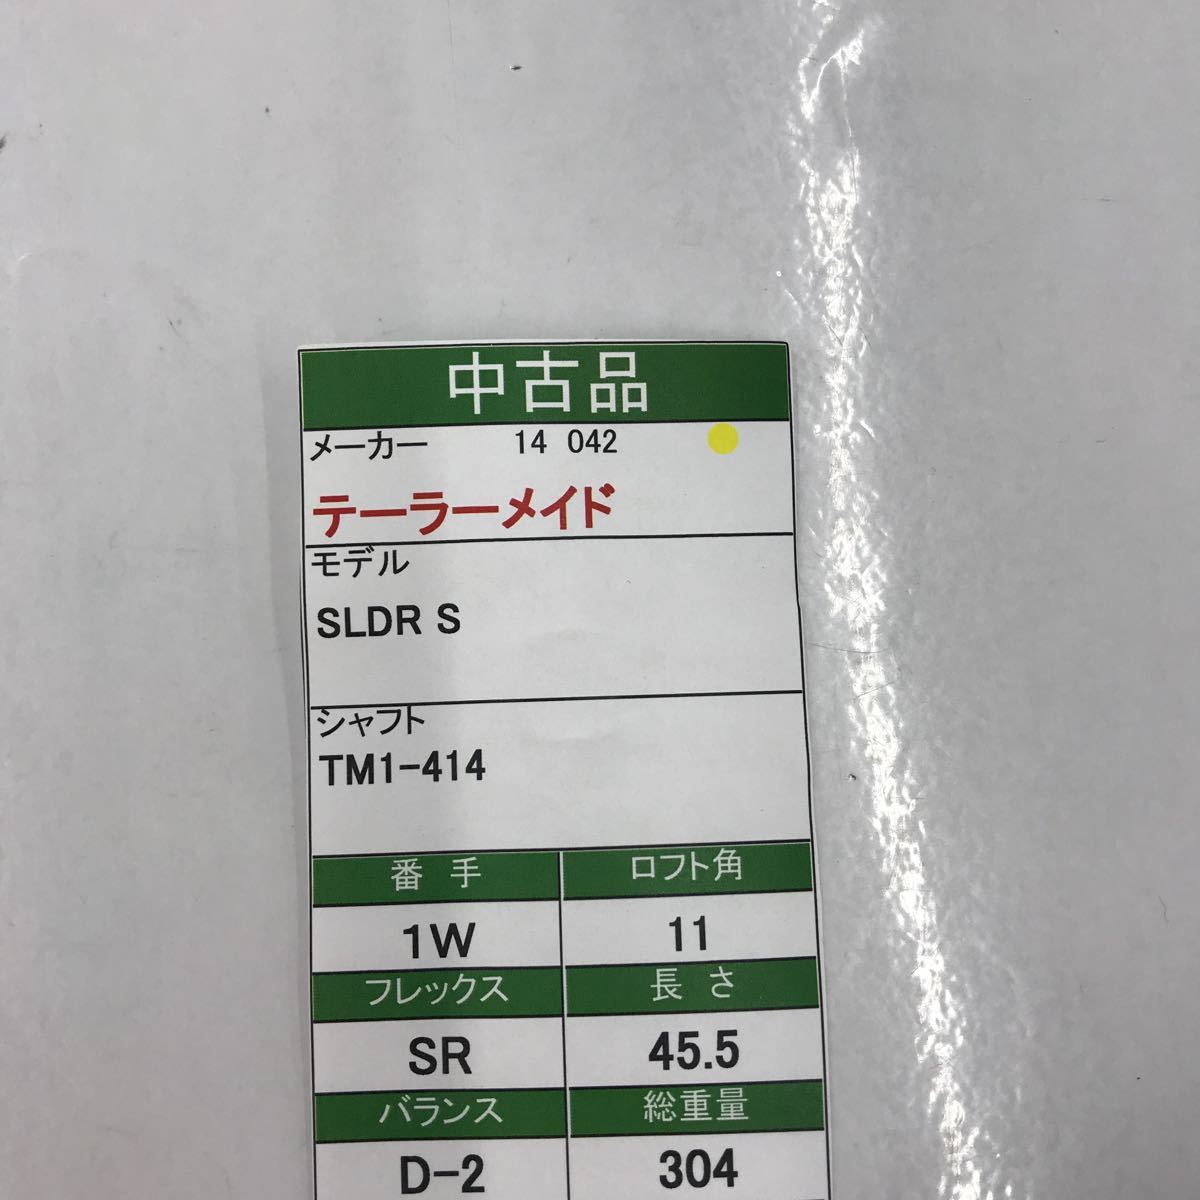 中古品
メーカー 14 042
テーラーメイド
モデル
SLDR S
シャフト
TM1-414
番 手 ロフト角
1W 11
フレックス 長 さ
SR 45.5
バランス 総重量
D-2 304